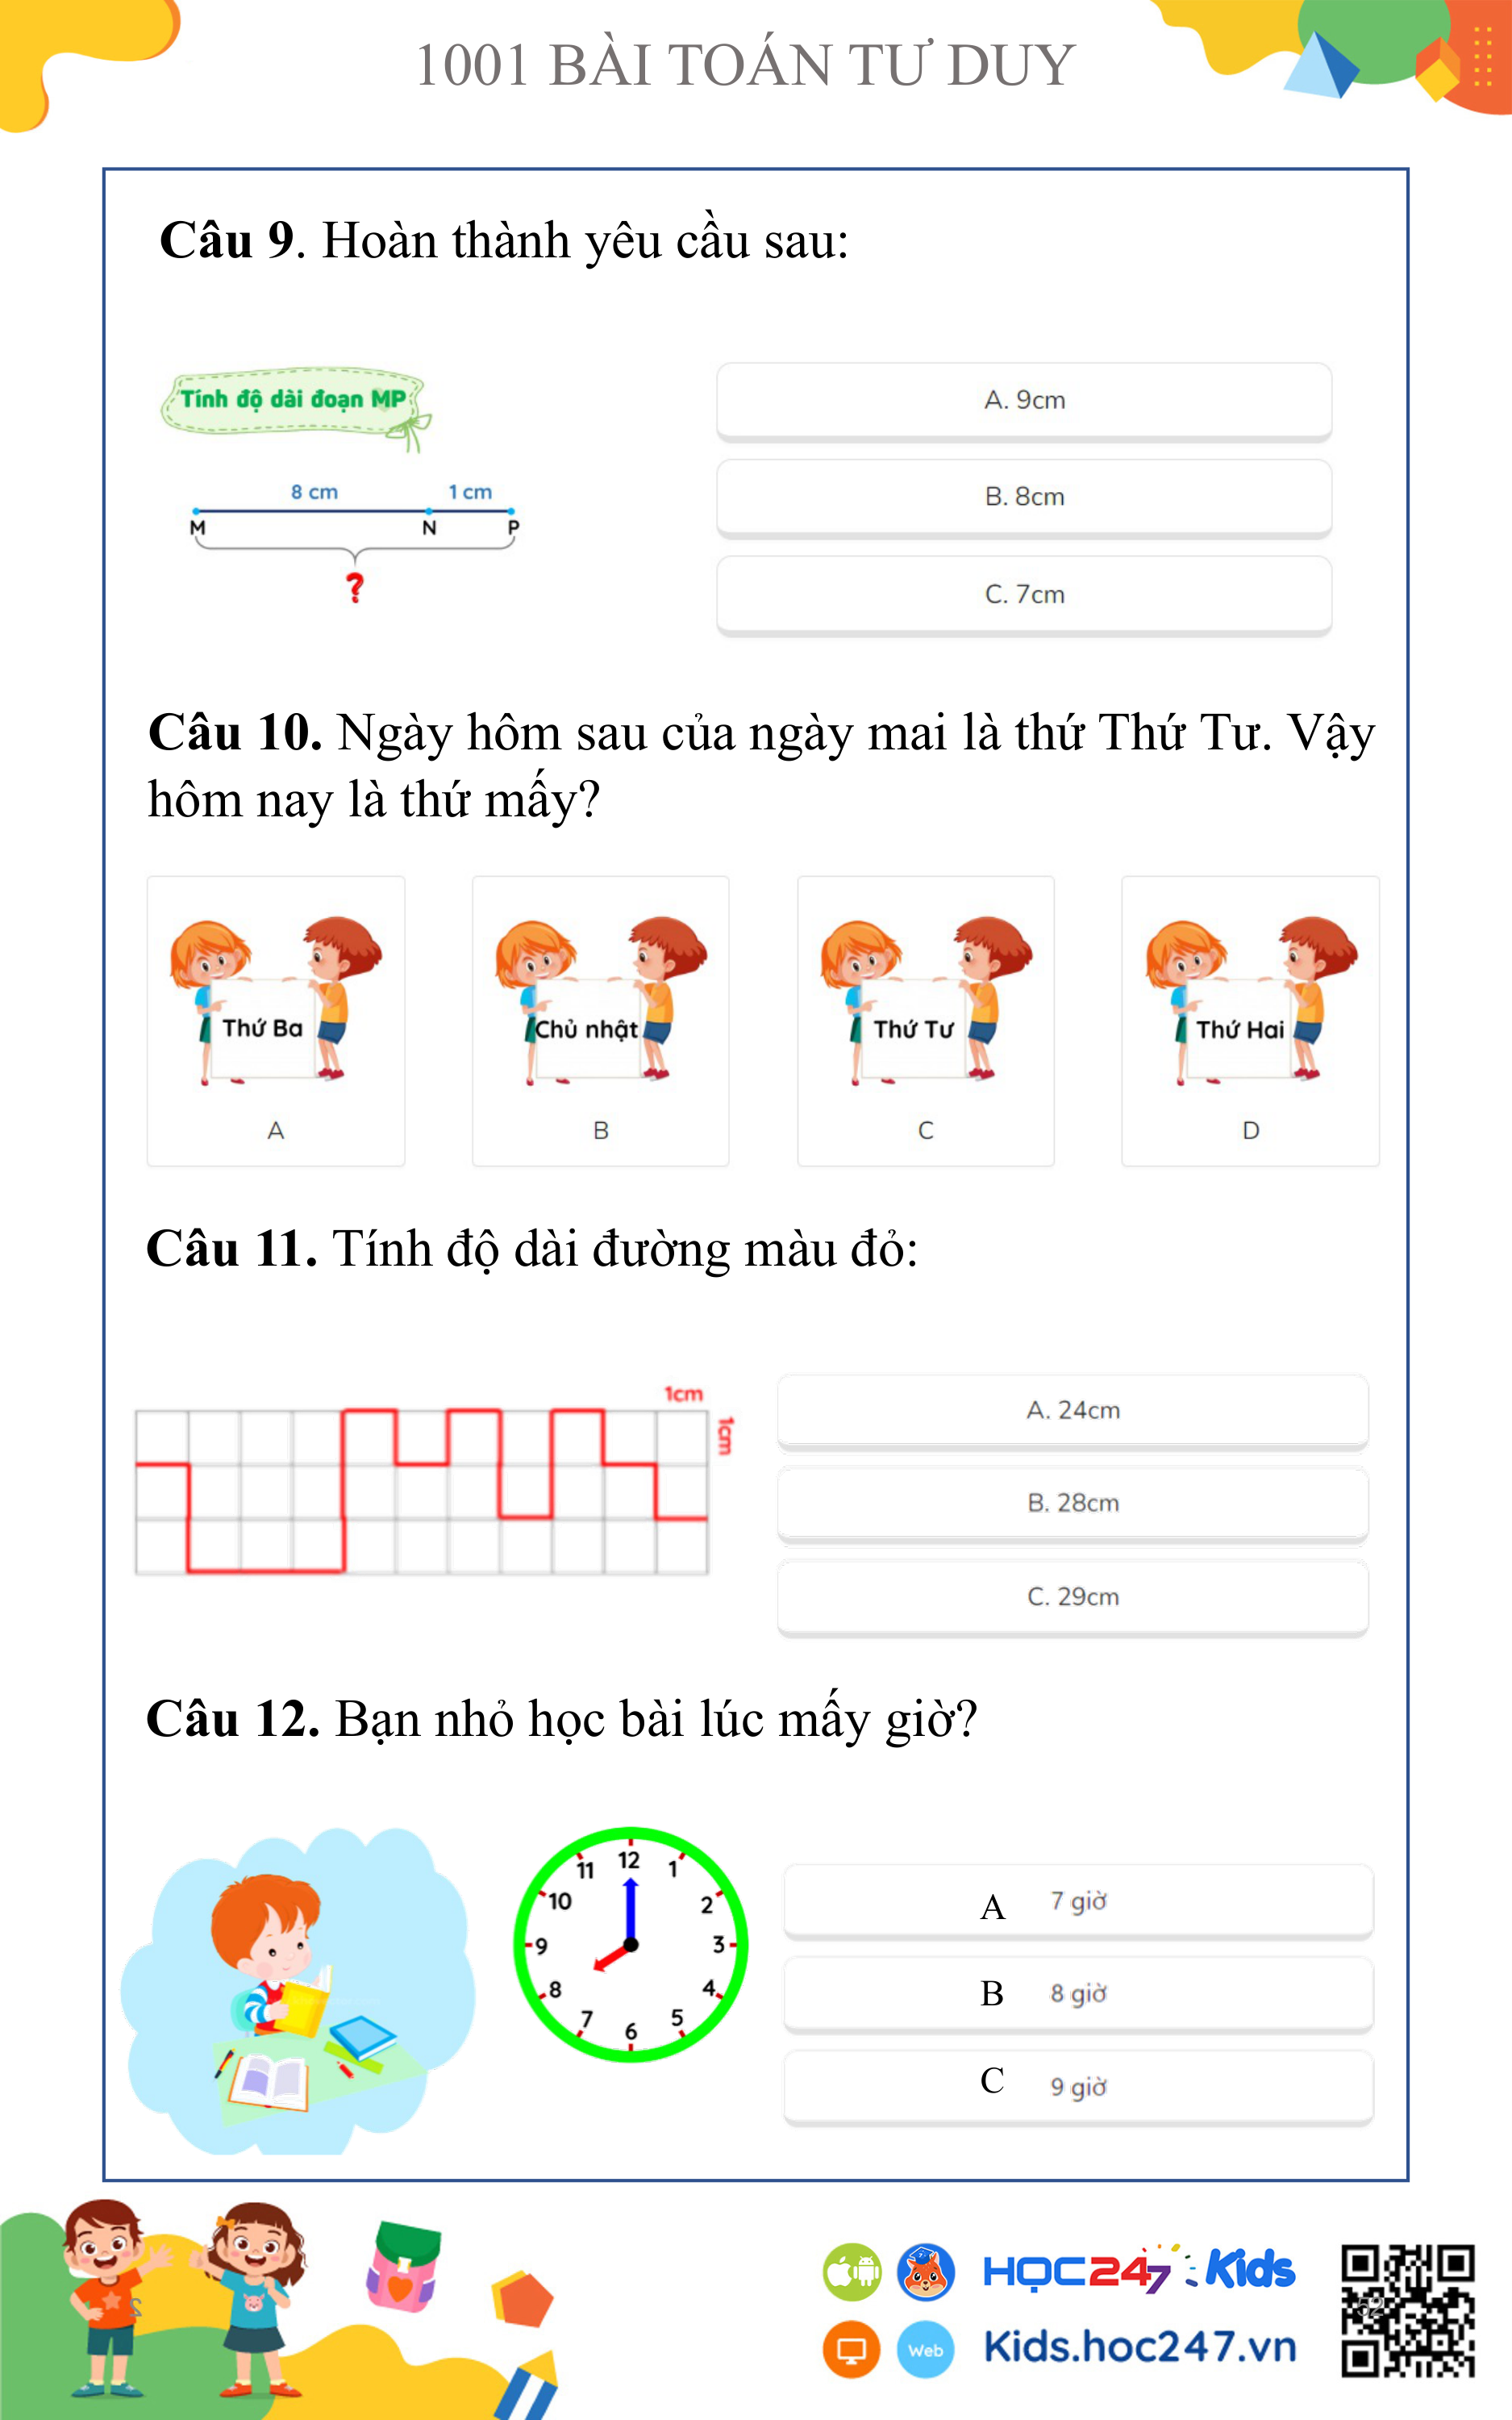 1001 BÀI TOÁN TƯ DUY
Câu 9. Hoàn thành yêu cầu sau:
Tính độ dài đoạn MP
8 cm
1 cm
M
N
P
?
A. 9cm
B. 8cm
C. 7cm
Câu 10. Ngày hôm sau của ngày mai là thứ Thứ Tư. Vậy
hôm nay là thứ mấy?
Thứ Ba
Chủ nhật
Thứ Tư
Thứ Hai
A
B
C
D
Câu 11. Tính độ dài đường màu đỏ:
1cm
1cm
A. 24cm
B. 28cm
C. 29cm
Câu 12. Bạn nhỏ học bài lúc mấy giờ?
12
1
2
3
4
5
6
7
8
9
10
11
A 7 giờ
B 8 giờ
C 9 giờ
HỌC247 Kids
Web
Kids.hoc247.vn
52
2